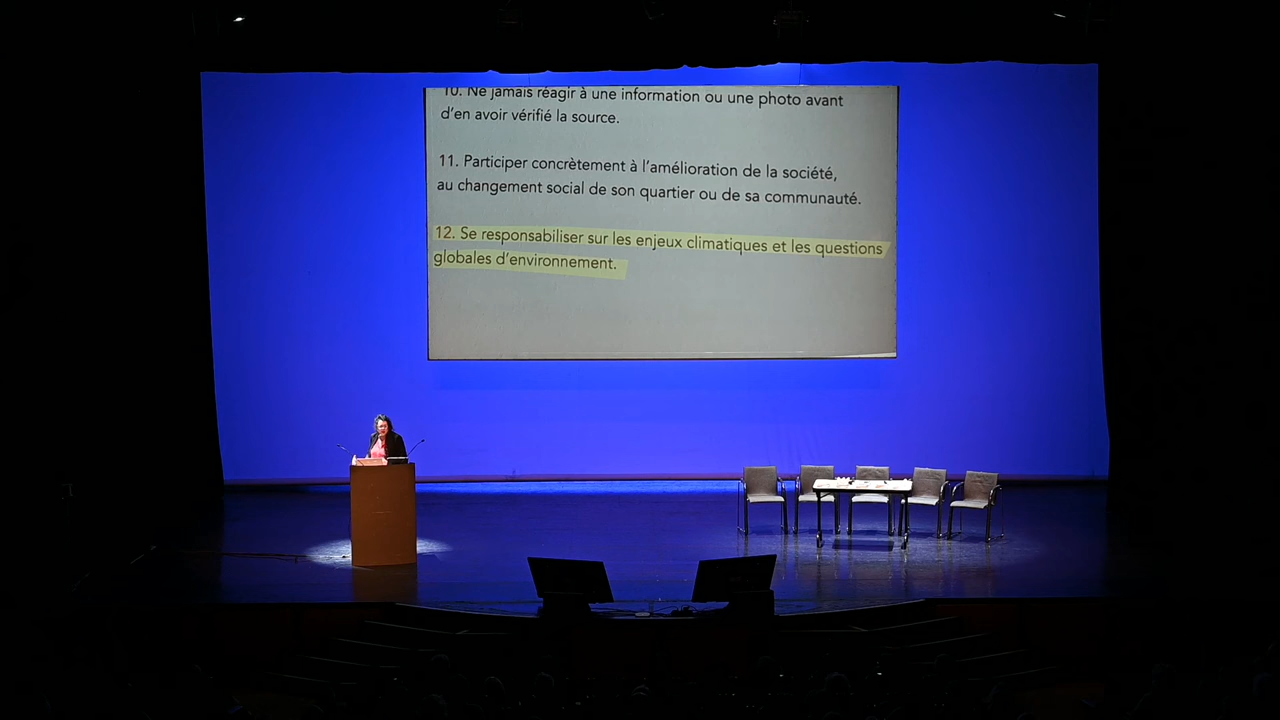 10. Ne jamais réagir à une information ou une photo avant
d'en avoir vérifié la source.
11. Participer concrètement à l'amélioration de la société,
au changement social de son quartier ou de sa communauté.
12. Se responsabiliser sur les enjeux climatiques et les questions
globales d'environnement.